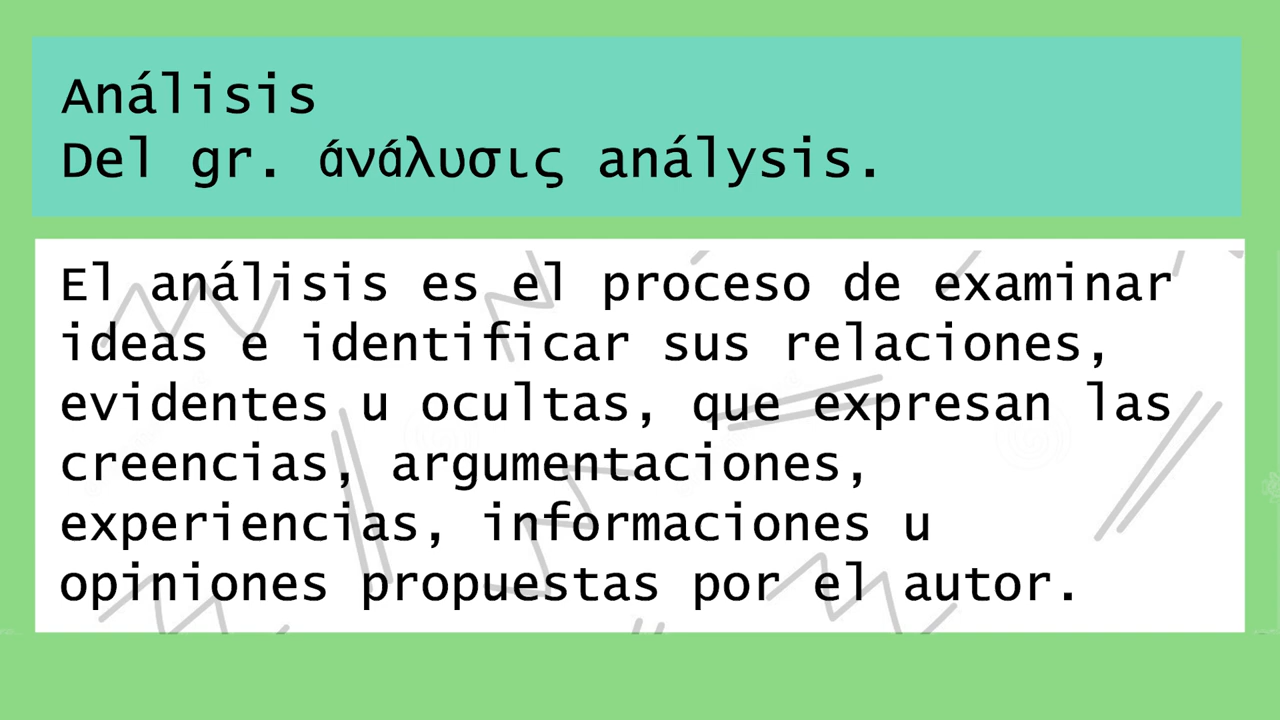 Análisis
Del gr. άνάλυσις análysis.
El análisis es el proceso de examinar
ideas e identificar sus relaciones,
evidentes u ocultas, que expresan las
creencias, argumentaciones,
experiencias, informaciones u
opiniones propuestas por el autor.